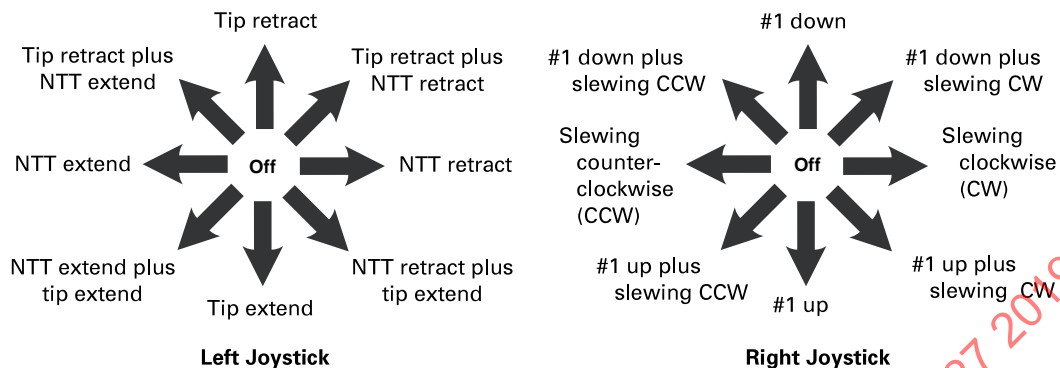 Tip retract
Tip retract plus
NTT extend
Tip retract plus
NTT retract
NTT extend
Off
NTT retract
NTT extend plus
tip extend
NTT retract plus
tip extend
Tip extend
Left Joystick
#1 down
#1 down plus
slewing CCW
#1 down plus
slewing CW
Slewing
counter-
clockwise
(CCW)
Off
Slewing
clockwise
(CW)
#1 up plus
slewing CCW
#1 up plus
slewing CW
#1 up
Right Joystick
27 2019